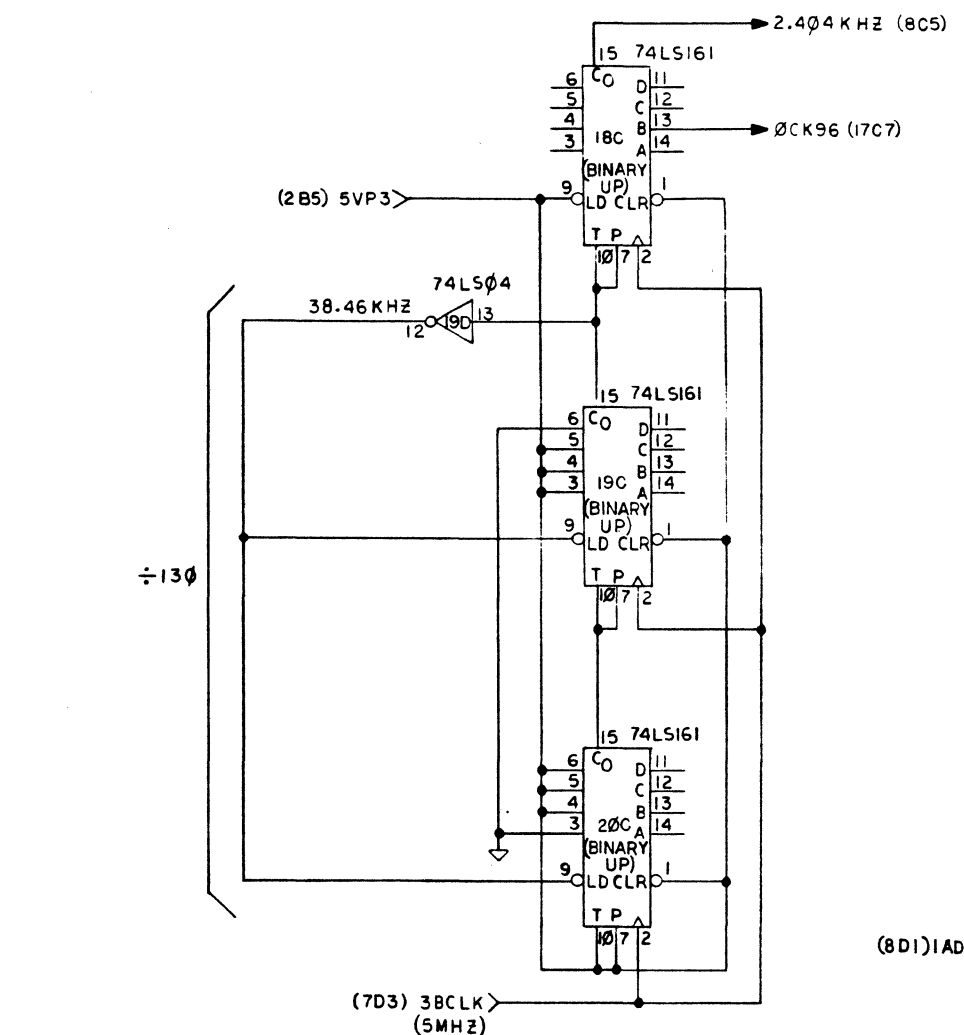 2.4Ø4 KHZ (8C5)
15 74LS161
CO
6 D 11
5 C 12
4 B 13
3 A 14
18C
ØCK96 (17C7)
(BINARY
UP)
(2B5) 5VP3
9 LD CLR 1
T P
1Ø 7 2
74LSØ4
38.46KHZ
12 19D 13
15 74LS161
CO
6 D 11
5 C 12
4 B 13
3 A 14
19C
(BINARY
UP)
9 LD CLR 1
T P
1Ø 7 2
÷13Ø
15 74LS161
CO
6 D 11
5 C 12
4 B 13
3 A 14
2ØC
(BINARY
UP)
9 LD CLR 1
T P
1Ø 7 2
(8D1)1AD
(7D3) 3BCLK
(5MHZ)